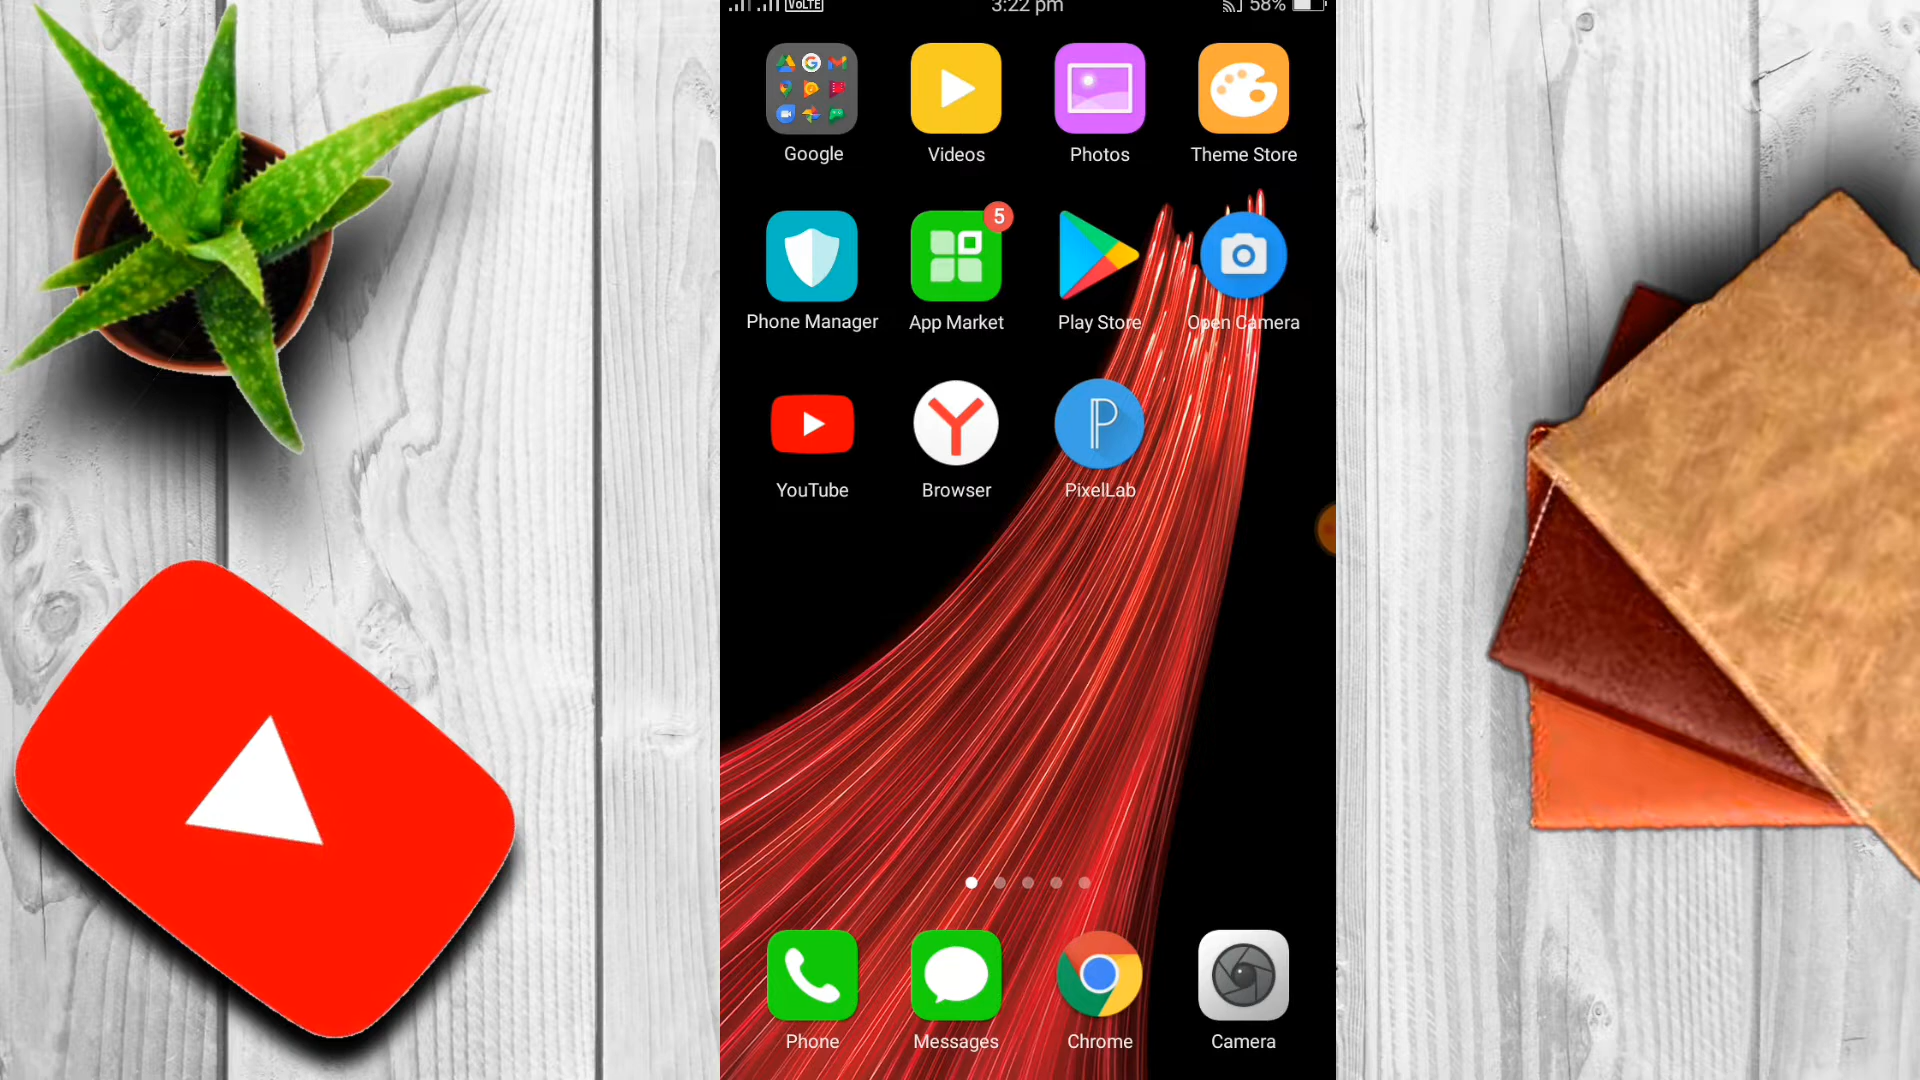 VoLTE 3:22 pm 58%
Google Videos Photos Theme Store
5
Phone Manager App Market Play Store Open Camera
YouTube Browser PixelLab
Phone Messages Chrome Camera